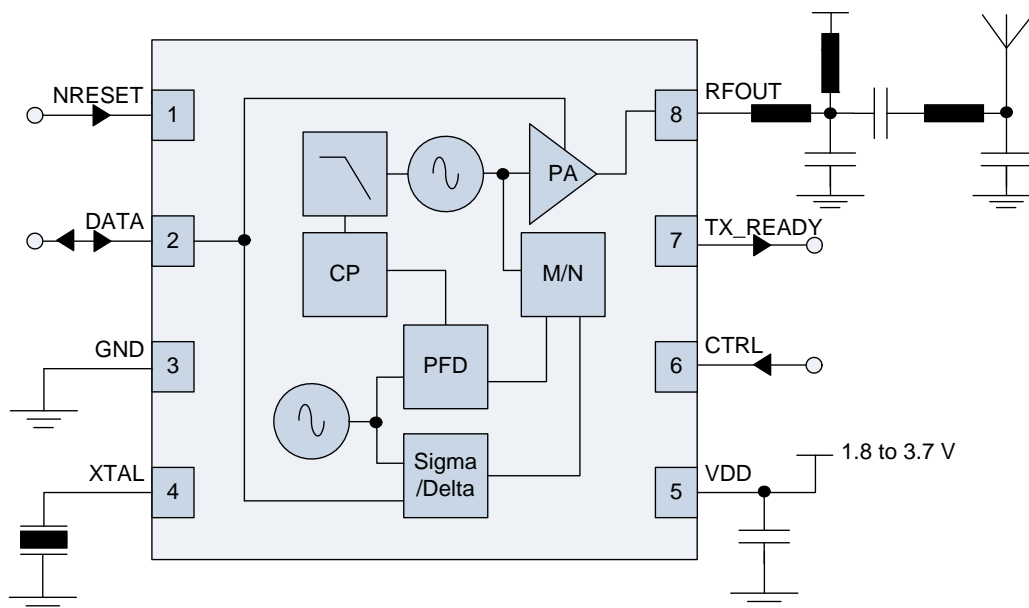 NRESET
1
DATA
2
GND
3
XTAL
4
PA
CP
M/N
PFD
Sigma
/Delta
RFOUT
8
TX_READY
7
CTRL
6
1.8 to 3.7 V
VDD
5